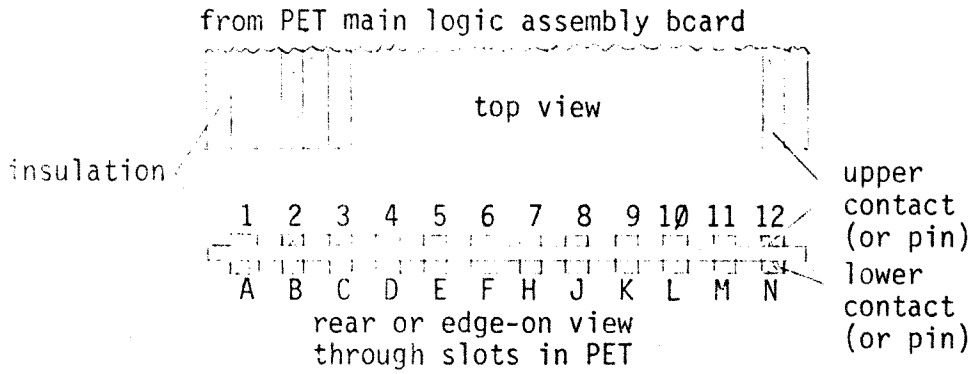 from PET main logic assembly board
top view
insulation
upper
contact
(or pin)
1 2 3 4 5 6 7 8 9 10 11 12
A B C D E F H J K L M N
lower
contact
(or pin)
rear or edge-on view
through slots in PET